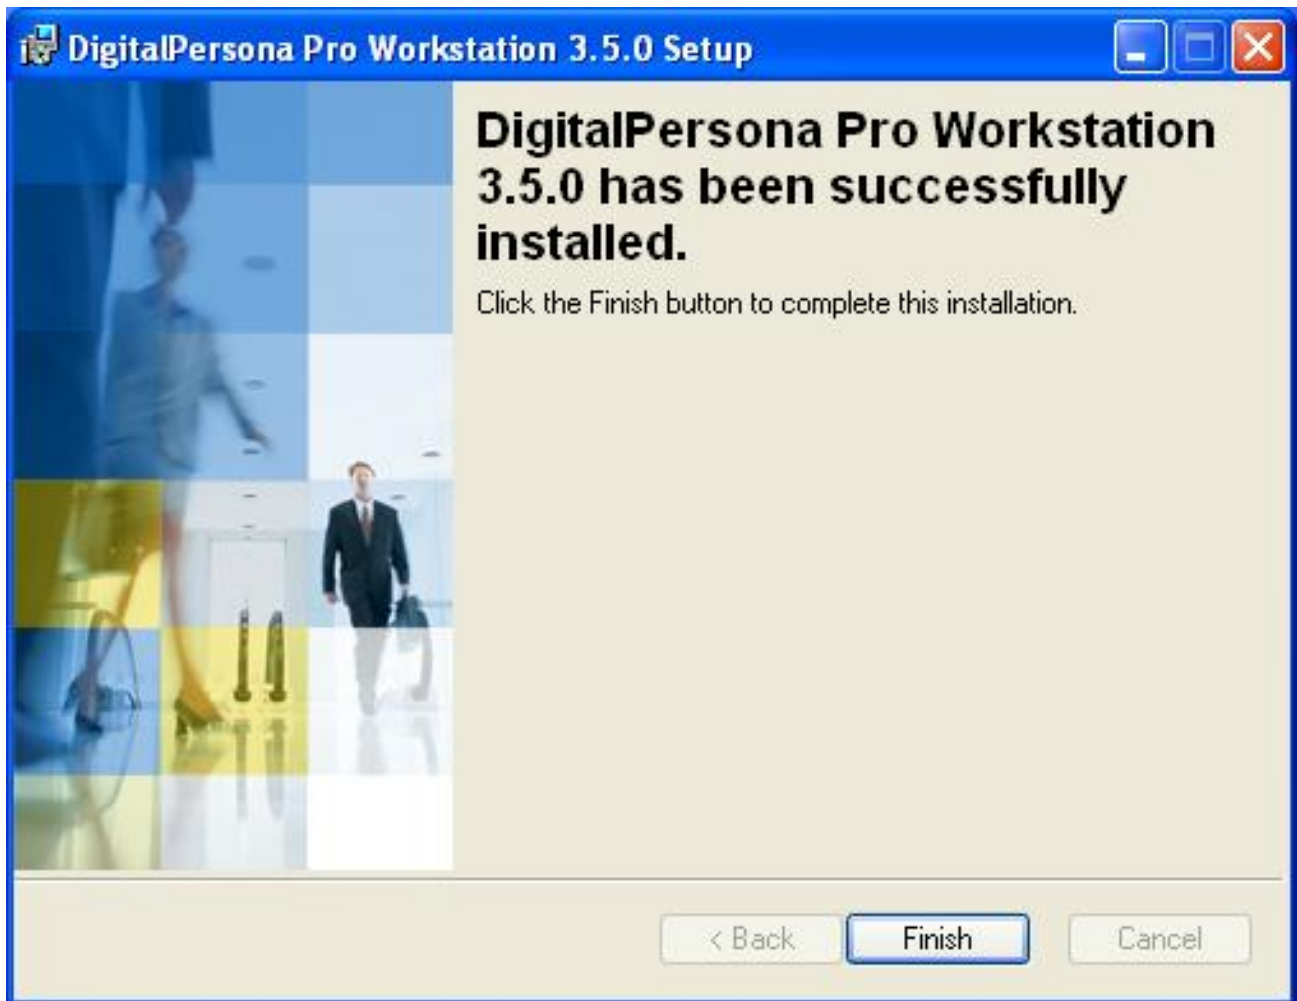 DigitalPersona Pro Workstation 3.5.0 Setup
DigitalPersona Pro Workstation
3.5.0 has been successfully
installed.
Click the Finish button to complete this installation.
< Back
Finish
Cancel